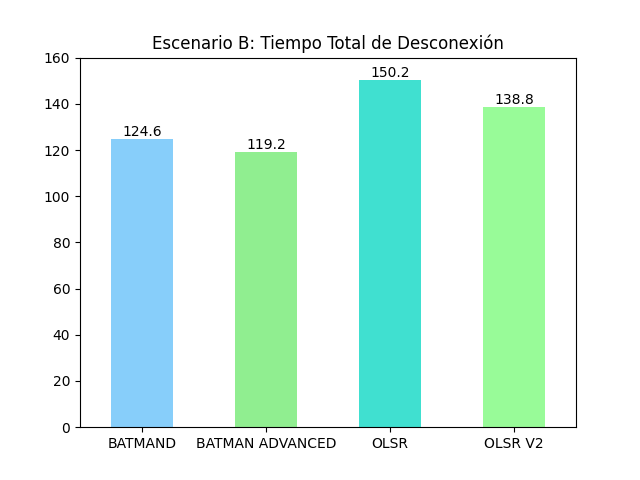 Escenario B: Tiempo Total de Desconexión
160
140
120
100
80
60
40
20
0
124.6
119.2
150.2
138.8
BATMAND
BATMAN ADVANCED
OLSR
OLSR V2